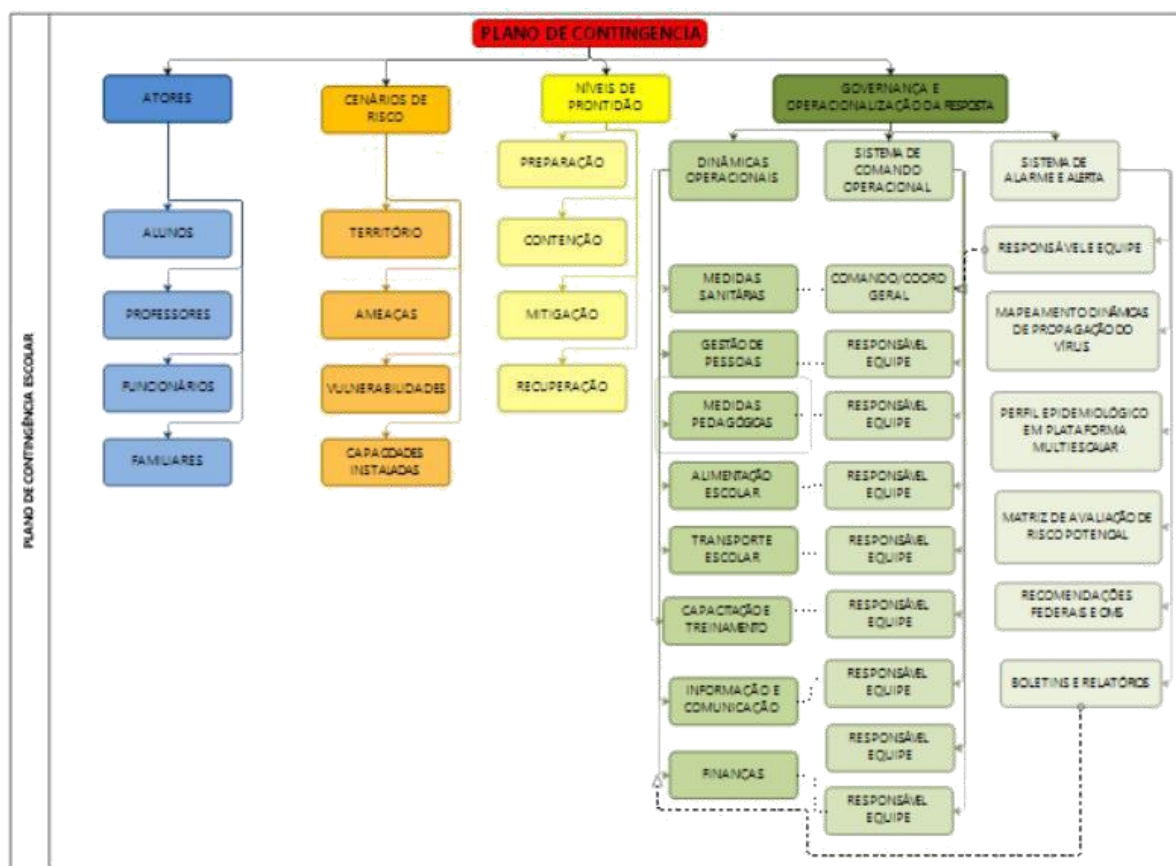 PLANO DE CONTINGÊNCIA ESCOLAR
PLANO DE CONTINGENCIA
ATORES
ALUNOS
PROFESSORES
FUNCIONÁRIOS
FAMILIARES
CENÁRIOS DE
RISCO
TERRITÓRIO
AMEAÇAS
VULNERABILIDADES
CAPACIDADES
INSTALADAS
NÍVEIS DE
PRONTIDÃO
PREPARAÇÃO
CONTENÇÃO
MITIGAÇÃO
RECUPERAÇÃO
GOVERNANÇA E
OPERACIONALIZAÇÃO DA RESPOSTA
DINÂMICAS
OPERACIONAIS
MEDIDAS
SANITÁRIAS
GESTÃO DE
PESSOAS
MEDIDAS
PEDAGÓGICAS
ALIMENTAÇÃO
ESCOLAR
TRANSPORTE
ESCOLAR
CAPACITAÇÃO E
TREINAMENTO
INFORMAÇÃO E
COMUNICAÇÃO
FINANÇAS
SISTEMA DE
COMANDO
OPERACIONAL
COMANDO/COORD
GERAL
RESPONSÁVEL
EQUIPE
RESPONSÁVEL
EQUIPE
RESPONSÁVEL
EQUIPE
RESPONSÁVEL
EQUIPE
RESPONSÁVEL
EQUIPE
RESPONSÁVEL
EQUIPE
RESPONSÁVEL
EQUIPE
RESPONSÁVEL
EQUIPE
SISTEMA DE
ALARME E ALERTA
RESPONSÁVEL E EQUIPE
MAPEAMENTO DINÂMICAS
DE PROPAGAÇÃO DO
VÍRUS
PERFIL EPIDEMIOLÓGICO
EM PLATAFORMA
MULTIESCALAR
MATRIZ DE AVALIAÇÃO DE
RISCO POTENCIAL
RECOMENDAÇÕES
FEDERAIS E OMS
BOLETINS E RELATÓRIOS